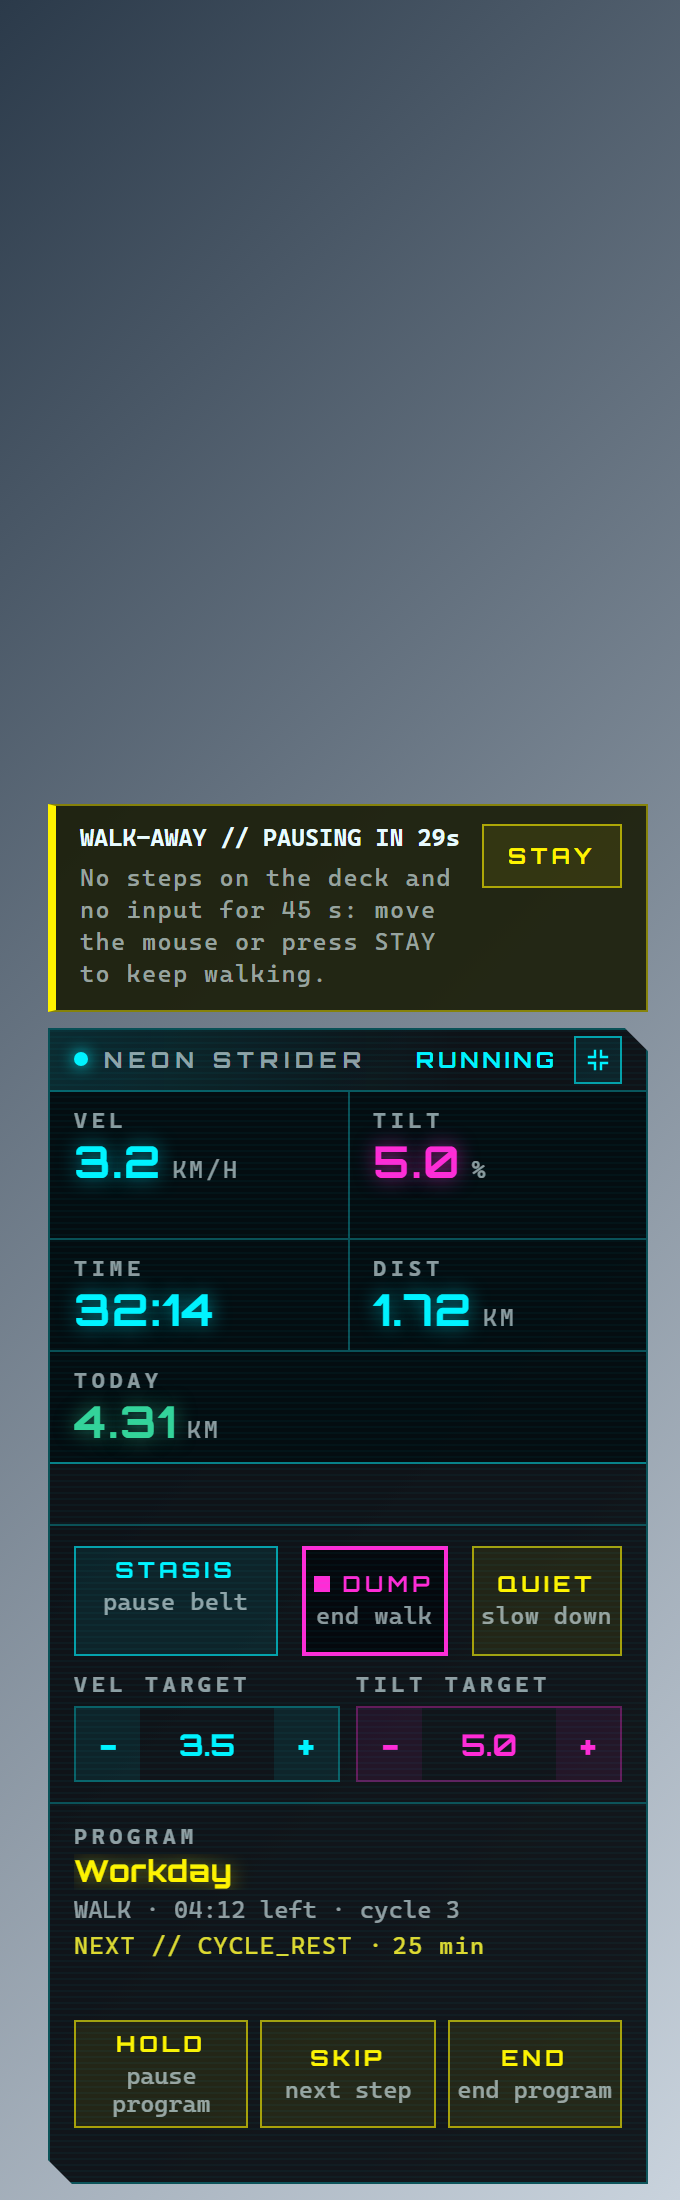 WALK-AWAY // PAUSING IN 29s
STAY
No steps on the deck and
no input for 45 s: move
the mouse or press STAY
to keep walking.
NEON STRIDER
RUNNING
VEL
3.2 KM/H
TILT
5.0 %
TIME
32:14
DIST
1.72 KM
TODAY
4.31 KM
STASIS
pause belt
DUMP
end walk
QUIET
slow down
VEL TARGET
- 3.5 +
TILT TARGET
- 5.0 +
PROGRAM
Workday
WALK · 04:12 left · cycle 3
NEXT // CYCLE_REST · 25 min
HOLD
pause
program
SKIP
next step
END
end program